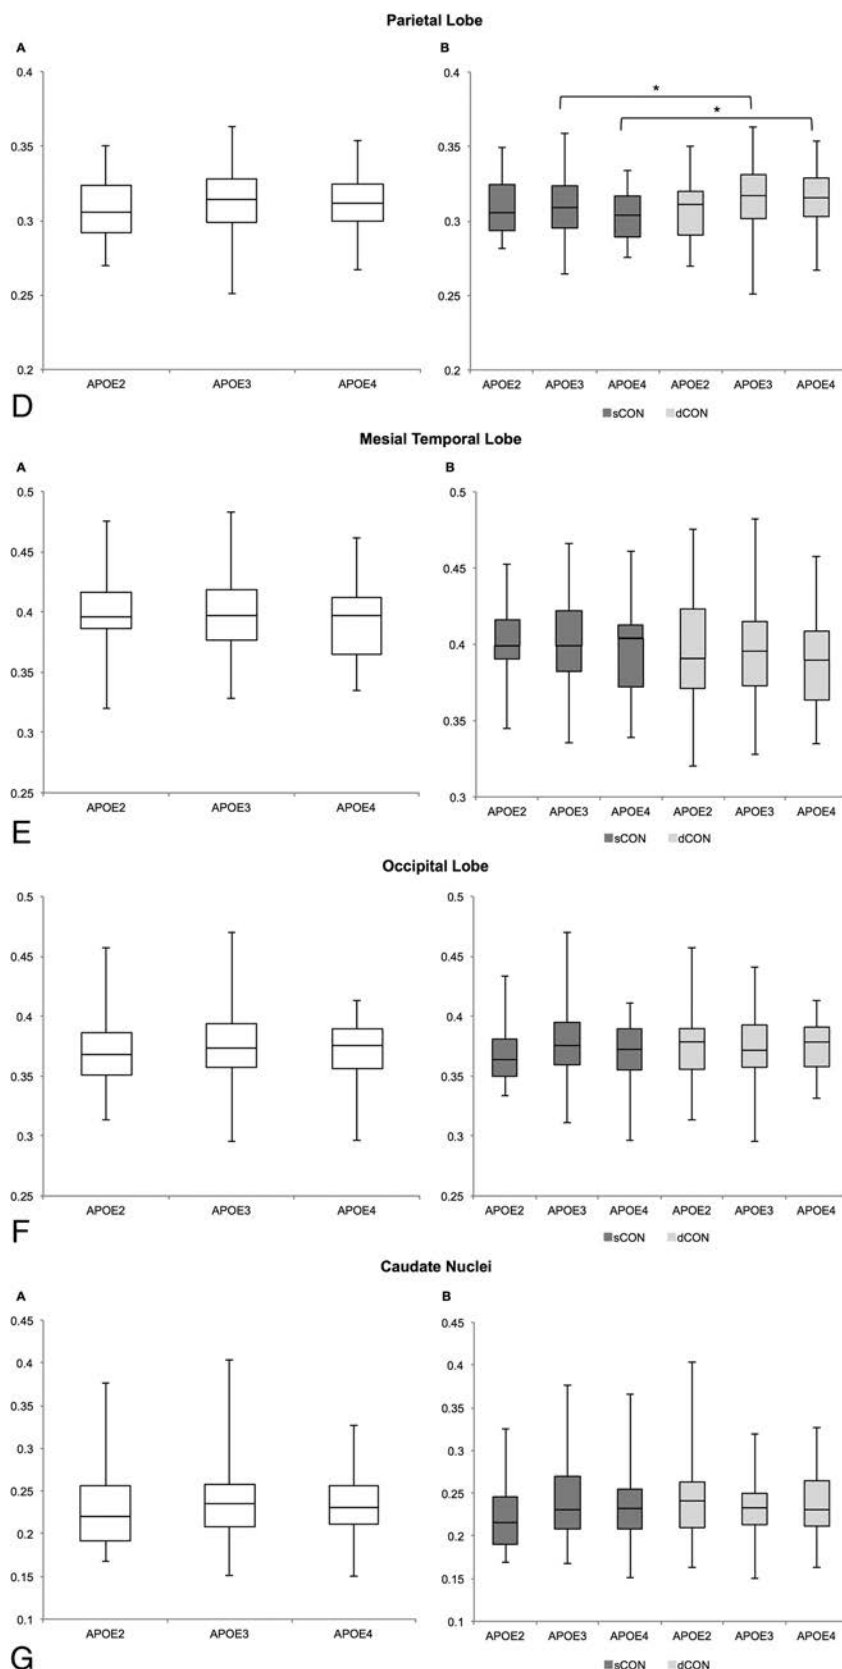 Parietal Lobe
A
B
0.4
0.35
0.3
0.25
0.2
APOE2 APOE3 APOE4
0.4
0.35
0.3
0.25
0.2
*
*
APOE2 APOE3 APOE4 APOE2 APOE3 APOE4
sCON dCON
D
Mesial Temporal Lobe
A
B
0.5
0.45
0.4
0.35
0.3
0.25
APOE2 APOE3 APOE4
0.5
0.45
0.4
0.35
0.3
APOE2 APOE3 APOE4 APOE2 APOE3 APOE4
sCON dCON
E
Occipital Lobe
0.5
0.45
0.4
0.35
0.3
0.25
APOE2 APOE3 APOE4
0.5
0.45
0.4
0.35
0.3
0.25
APOE2 APOE3 APOE4 APOE2 APOE3 APOE4
sCON dCON
F
Caudate Nuclei
A
B
0.45
0.4
0.35
0.3
0.25
0.2
0.15
0.1
APOE2 APOE3 APOE4
0.45
0.4
0.35
0.3
0.25
0.2
0.15
0.1
APOE2 APOE3 APOE4 APOE2 APOE3 APOE4
sCON dCON
G